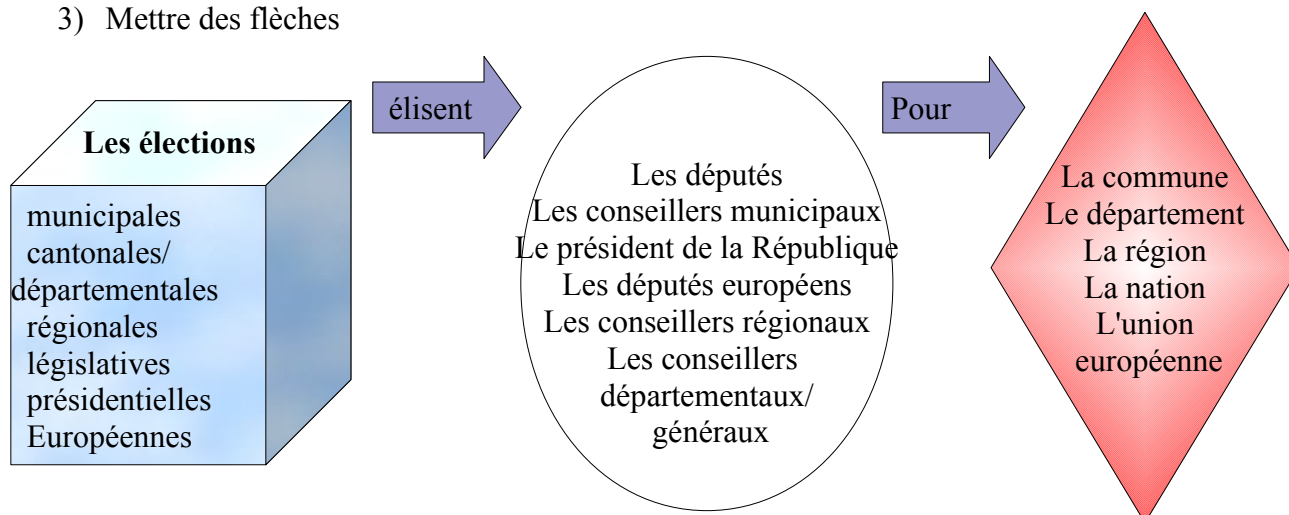 3) Mettre des flèches
Les élections
municipales
cantonales/
départementales
régionales
législatives
présidentielles
Européennes
élisent
Les députés
Les conseillers municipaux
Le président de la République
Les députés européens
Les conseillers régionaux
Les conseillers
départementaux/
généraux
Pour
La commune
Le département
La région
La nation
L'union
européenne